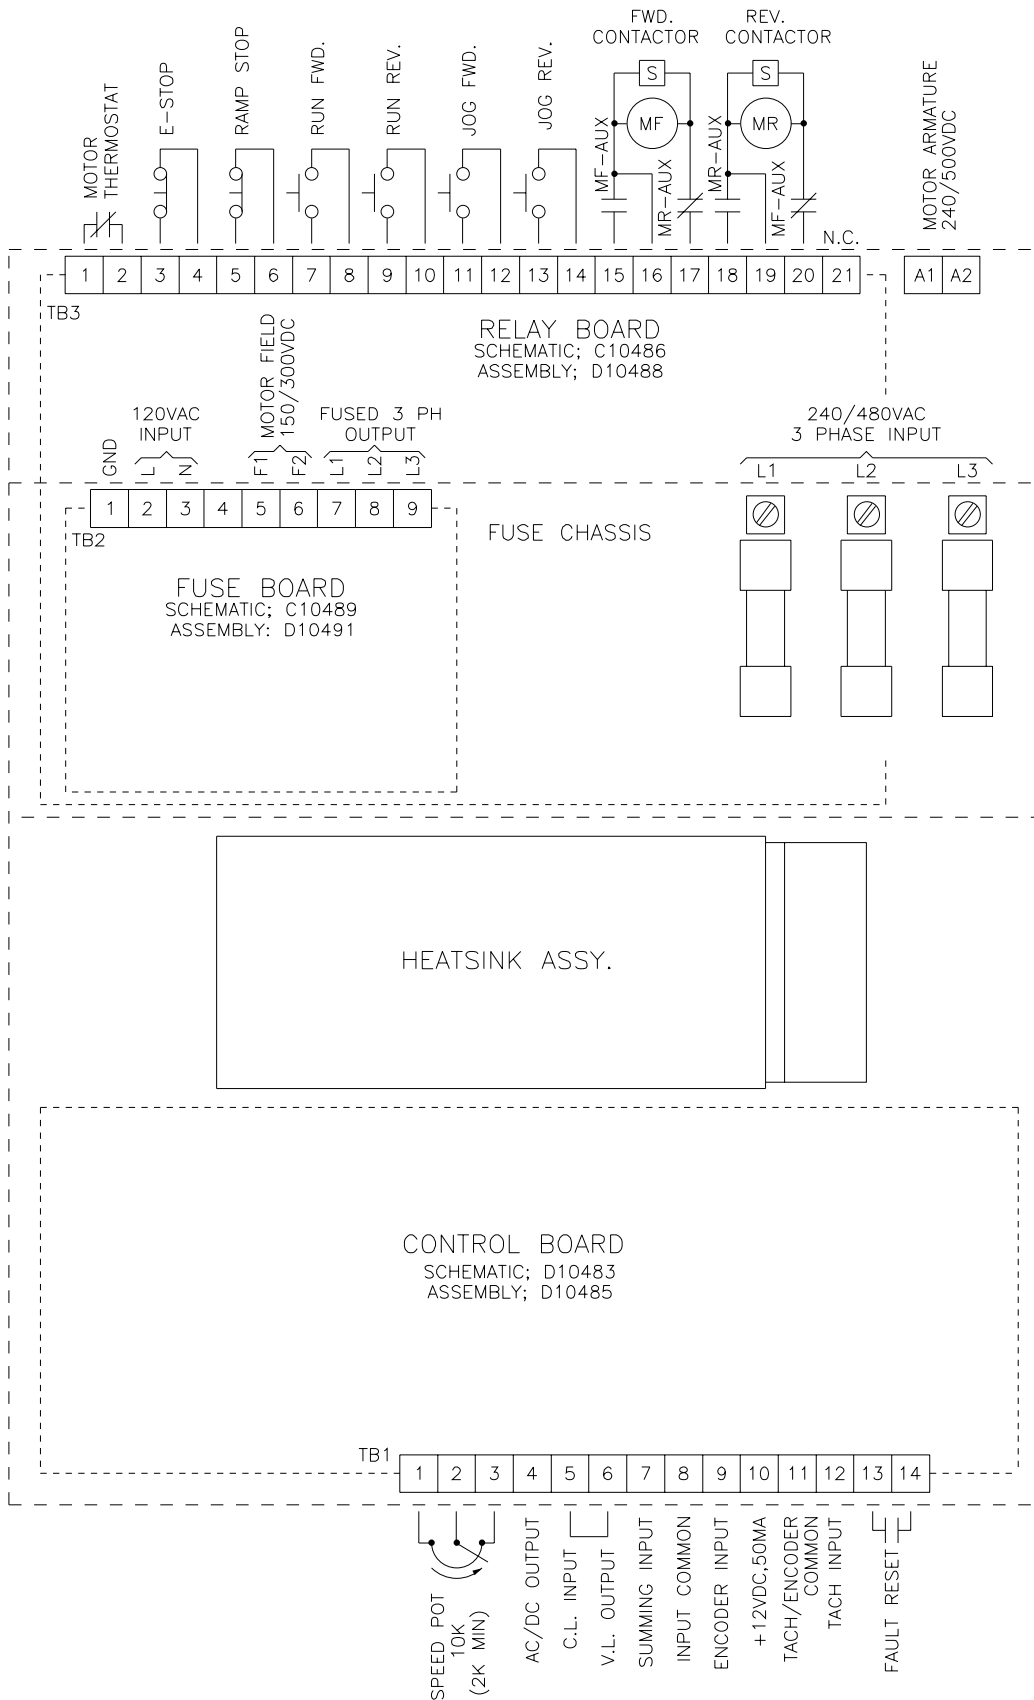 FWD.
CONTACTOR
REV.
CONTACTOR
S
S
MF
MR
MOTOR
THERMOSTAT
E-STOP
RAMP STOP
RUN FWD.
RUN REV.
JOG FWD.
JOG REV.
MF-AUX
MR-AUX
MR-AUX
MF-AUX
MOTOR ARMATURE
240/500VDC
N.C.
1 2 3 4 5 6 7 8 9 10 11 12 13 14 15 16 17 18 19 20 21
A1 A2
TB3
RELAY BOARD
SCHEMATIC; C10486
ASSEMBLY; D10488
120VAC
INPUT
MOTOR FIELD
150/300VDC
FUSED 3 PH
OUTPUT
240/480VAC
3 PHASE INPUT
GND
L
N
F1
F2
L1
L2
L3
L1
L2
L3
1 2 3 4 5 6 7 8 9
TB2
FUSE CHASSIS
FUSE BOARD
SCHEMATIC; C10489
ASSEMBLY: D10491
HEATSINK ASSY.
CONTROL BOARD
SCHEMATIC; D10483
ASSEMBLY; D10485
TB1
1 2 3 4 5 6 7 8 9 10 11 12 13 14
SPEED POT
10K
(2K MIN)
AC/DC OUTPUT
C.L. INPUT
V.L. OUTPUT
SUMMING INPUT
INPUT COMMON
ENCODER INPUT
+12VDC,50MA
TACH/ENCODER
COMMON
TACH INPUT
FAULT RESET